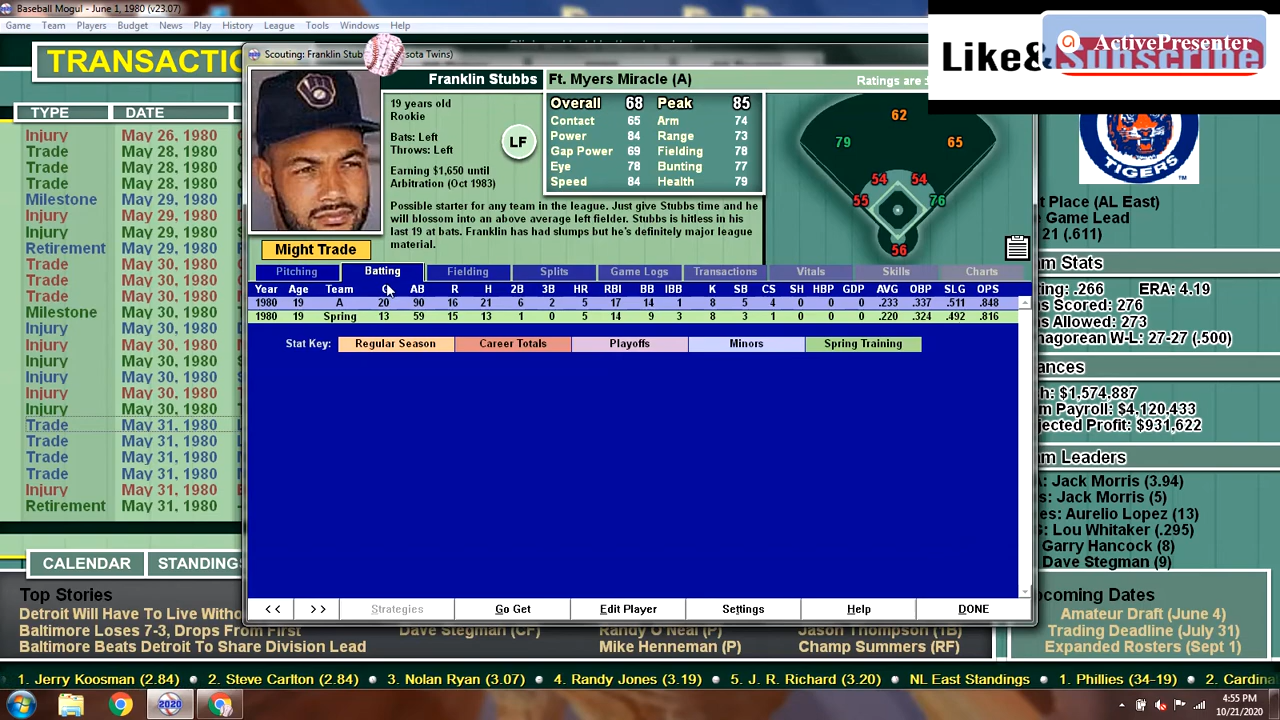 Baseball Mogul - June 1, 1980 (v23.07)
Game Team Players Budget News Play History League Tools Windows Help
Like& Subscribe
ActivePresenter
TRANSACTIO
TYPE DATE
Injury May 26, 1980
Trade May 28, 1980
Trade May 28, 1980
Trade May 28, 1980
Milestone May 29, 1980
Injury May 29, 1980
Injury May 29, 1980
Retirement May 29, 1980
Trade May 30, 1980
Trade May 30, 1980
Trade May 30, 1980
Milestone May 30, 1980
Injury May 30, 1980
Trade May 30, 1980
Injury May 30, 1980
Injury May 30, 1980
Injury May 30, 1980
Injury May 30, 1980
Trade May 31, 1980
Trade May 31, 1980
Trade May 31, 1980
Trade May 31, 1980
Injury May 31, 1980
Retirement May 31, 1980
Scouting: Franklin Stub sota Twins)
Franklin Stubbs
Ft. Myers Miracle (A)
Ratings are
19 years old
Rookie
Bats: Left
Throws: Left
Earning $1,650 until
Arbitration (Oct 1983)
LF
Overall 68 Peak 85
Contact 65 Arm 74
Power 84 Range 73
Gap Power 69 Fielding 78
Eye 78 Bunting 77
Speed 84 Health 79
62
79 65
54 54
55 76
56
Possible starter for any team in the league. Just give Stubbs time and he
will blossom into an above average left fielder. Stubbs is hitless in his
last 19 at bats. Franklin has had slumps but he's definitely major league
material.
Might Trade
Pitching Batting Fielding Splits Game Logs Transactions Vitals Skills Charts
Year Age Team G AB R H 2B 3B HR RBI BB IBB K SB CS SH HBP GDP AVG OBP SLG OPS
1980 19 A 20 90 16 21 6 2 5 17 14 1 8 5 4 0 0 0 .233 .337 .511 .848
1980 19 Spring 13 59 15 13 1 0 5 14 9 3 8 3 1 0 0 0 .220 .324 .492 .816
Stat Key: Regular Season Career Totals Playoffs Minors Spring Training
<< >> Strategies Go Get Edit Player Settings Help DONE
TIGERS
t Place (AL East)
e Game Lead
21 (.611)
am Stats
ting: .266 ERA: 4.19
s Scored: 276
s Allowed: 273
hagorean W-L: 27-27 (.500)
ances
h: $1,574,887
m Payroll: $4,120,433
jected Profit: $931,622
am Leaders
A: Jack Morris (3.94)
s: Jack Morris (5)
es: Aurelio Lopez (13)
G: Lou Whitaker (.295)
Garry Hancock (8)
Dave Stegman (9)
CALENDAR STANDINGS
Top Stories
Detroit Will Have To Live Witho
Baltimore Loses 7-3, Drops From First
Baltimore Beats Detroit To Share Division Lead
Dave Stegman (CF) Randy O'Neal (P) Jason Thompson (1B)
Mike Henneman (P) Champ Summers (RF)
pcoming Dates
Amateur Draft (June 4)
Trading Deadline (July 31)
Expanded Rosters (Sept 1)
1. Jerry Koosman (2.84) 2. Steve Carlton (2.84) 3. Nolan Ryan (3.07) 4. Randy Jones (3.19) 5. J. R. Richard (3.20) NL East Standings 1. Phillies (34-19) 2. Cardina
2020
4:55 PM
10/21/2020